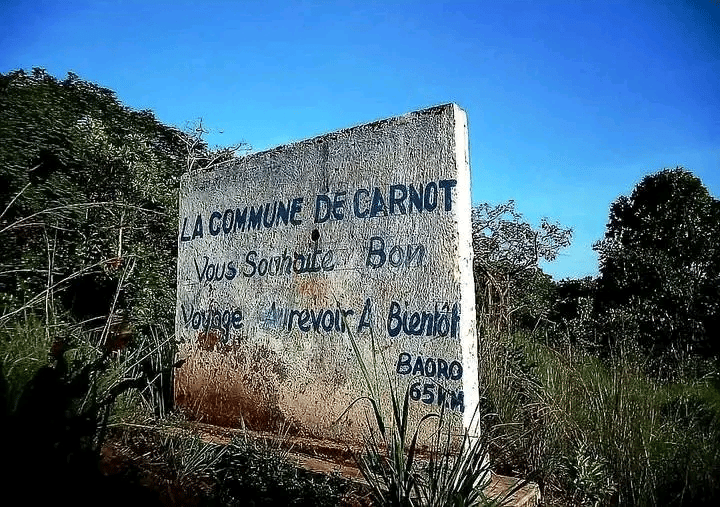 LA COMMUNE DE CARNOT
Vous Souhaite Bon
Voyage Aurevoir A Bientôt
BAORO
65KM